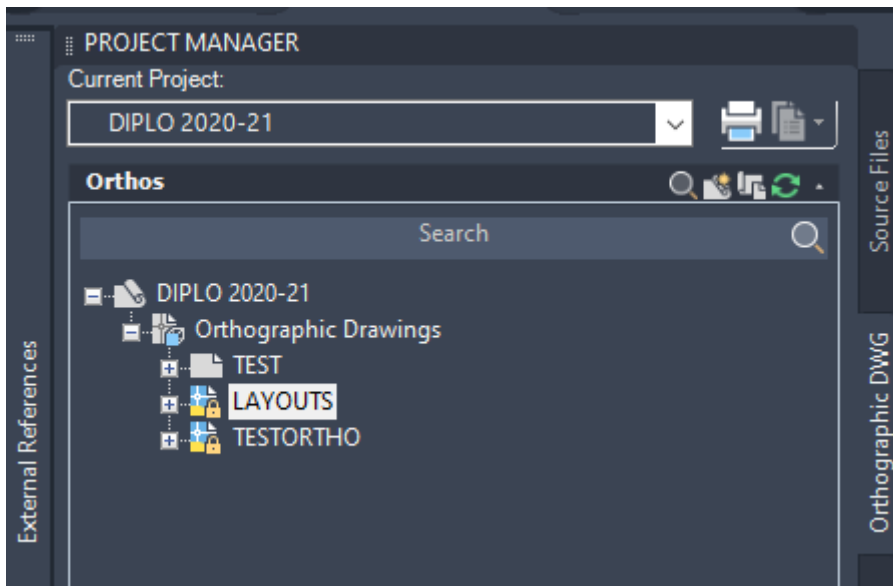 PROJECT MANAGER
Current Project:
DIPLO 2020-21
Orthos
Search
DIPLO 2020-21
Orthographic Drawings
TEST
LAYOUTS
TESTORTHO
External References
Source Files
Orthographic DWG